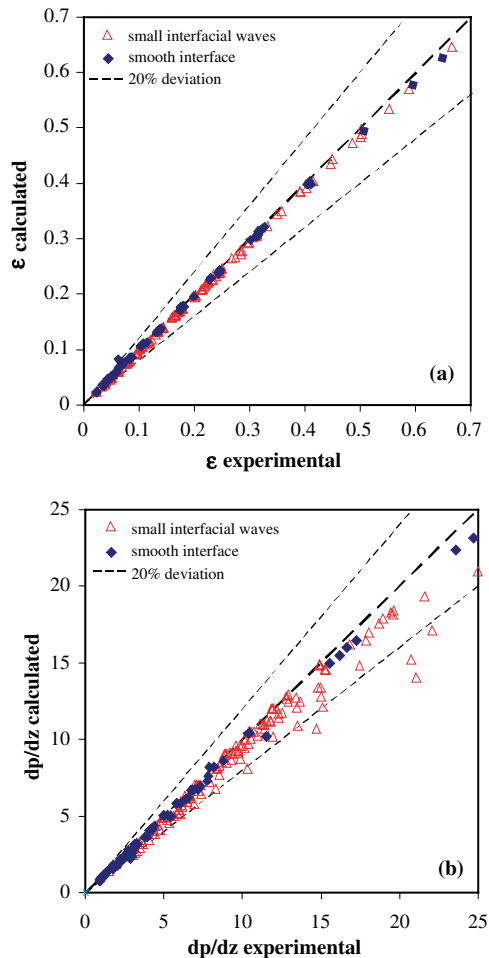 0.7
0.6
0.5
0.4
0.3
0.2
0.1
0
ε calculated
small interfacial waves
smooth interface
20% deviation
(a)
0 0.1 0.2 0.3 0.4 0.5 0.6 0.7
ε experimental
25
20
15
10
5
0
dp/dz calculated
small interfacial waves
smooth interface
20% deviation
(b)
0 5 10 15 20 25
dp/dz experimental